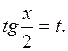 tg x/2 = t.